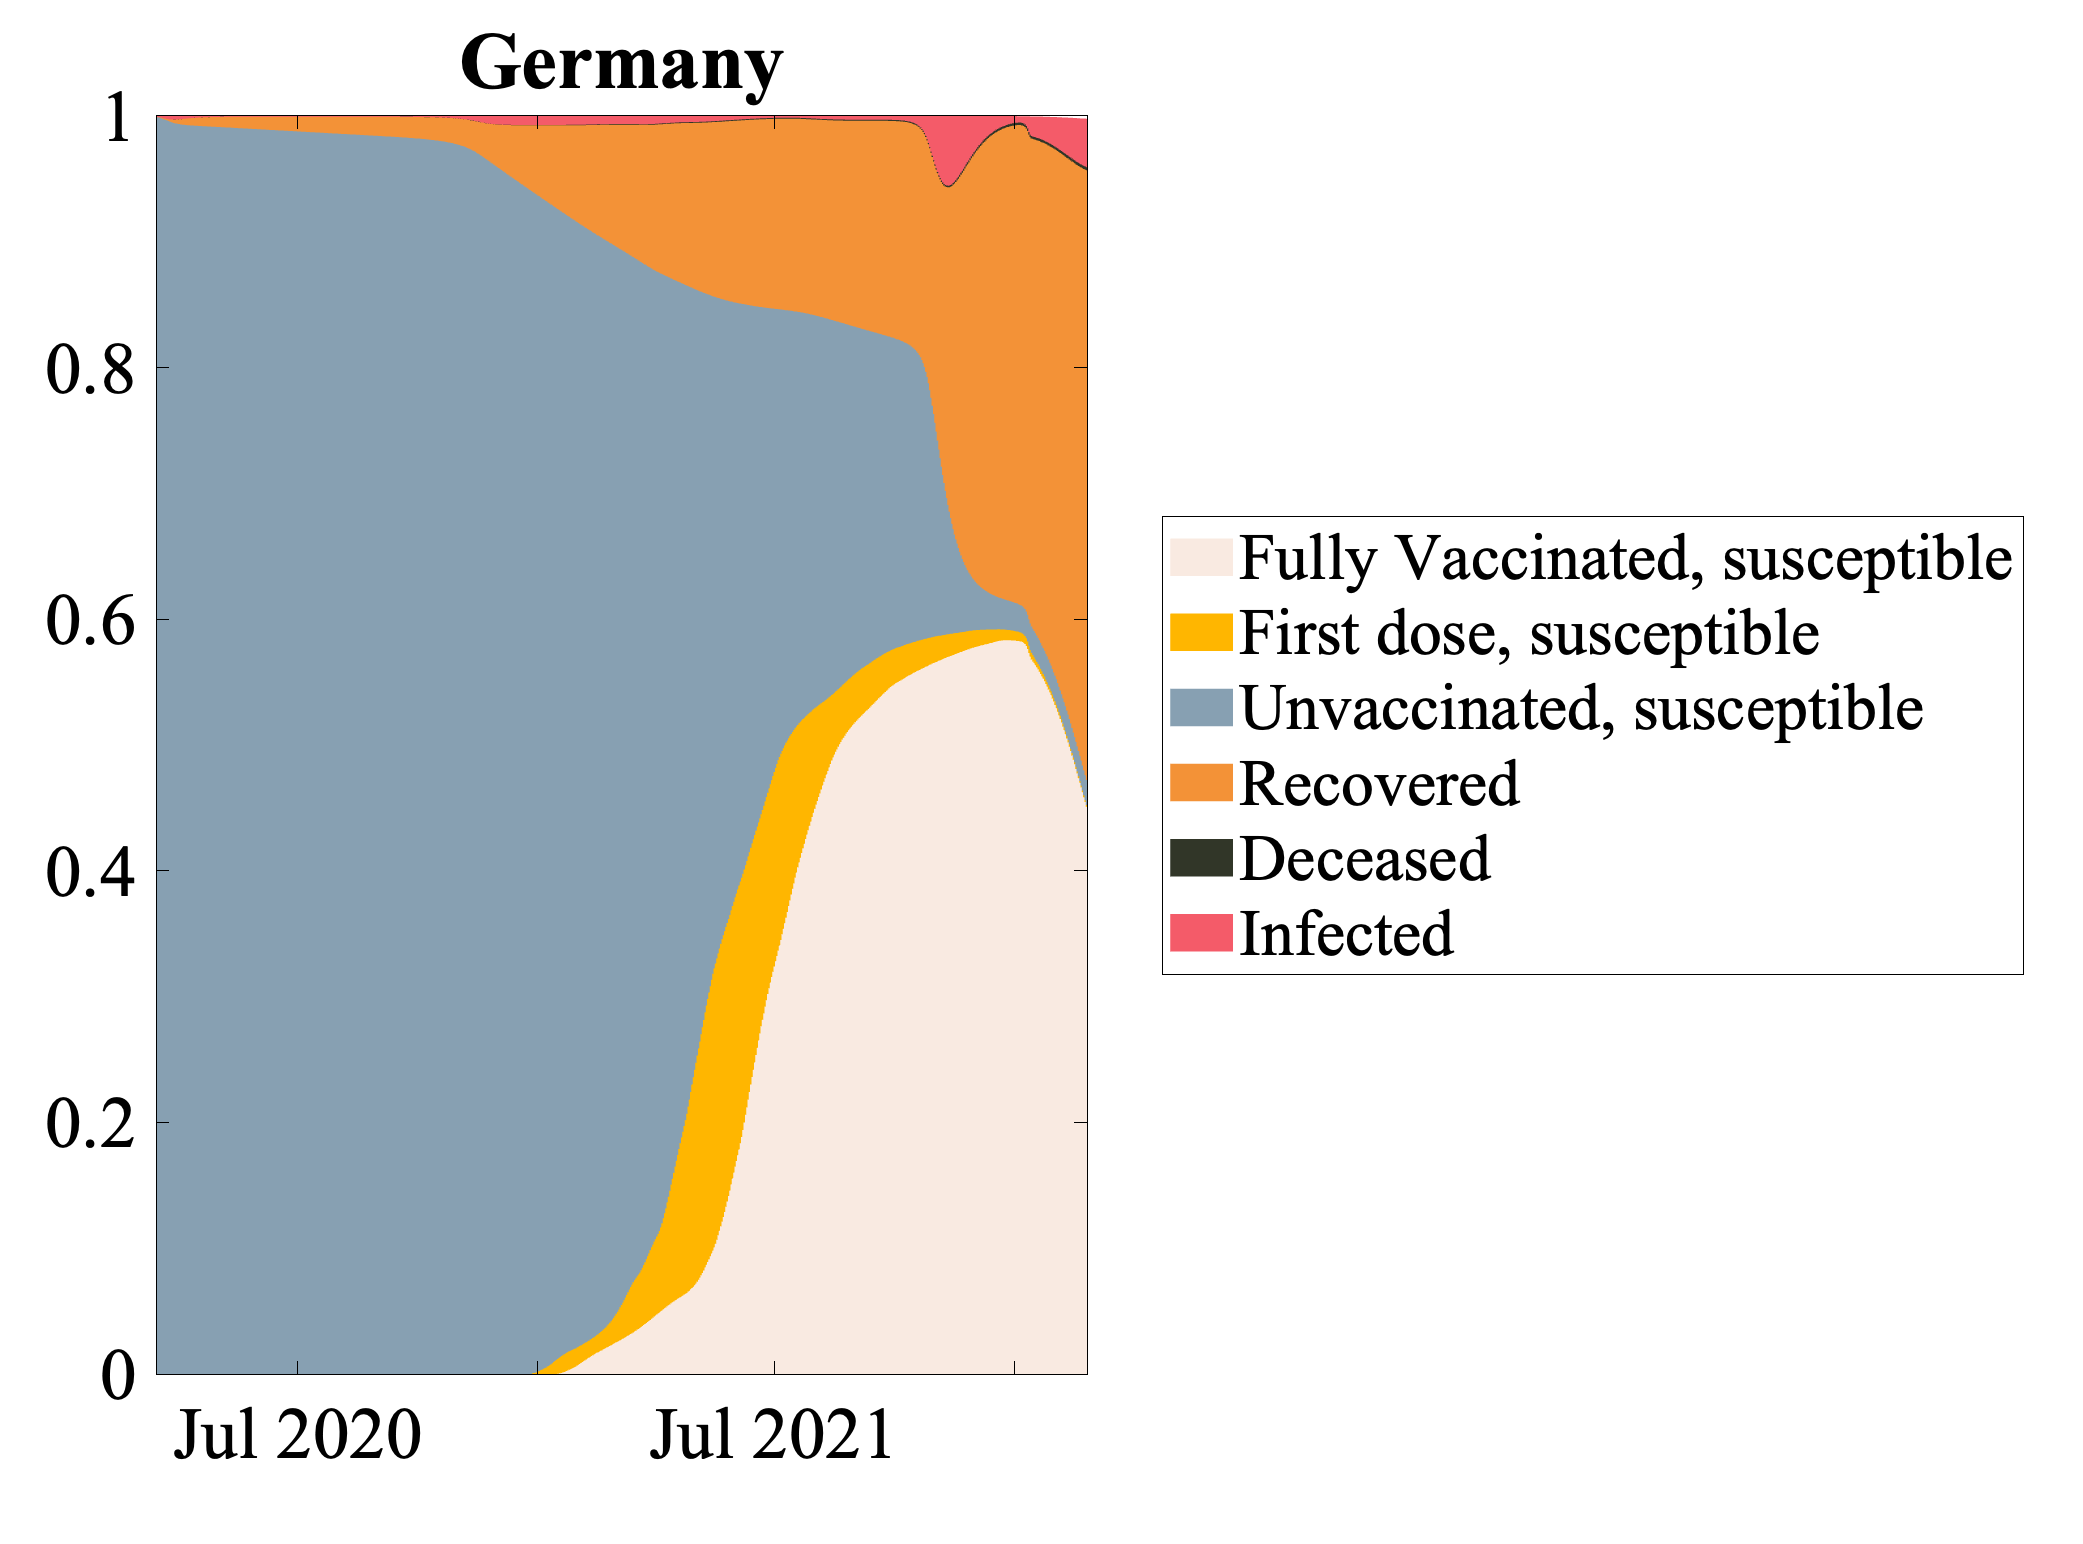 Germany
1
0.8
0.6
0.4
0.2
0
Jul 2020
Jul 2021
Fully Vaccinated, susceptible
First dose, susceptible
Unvaccinated, susceptible
Recovered
Deceased
Infected